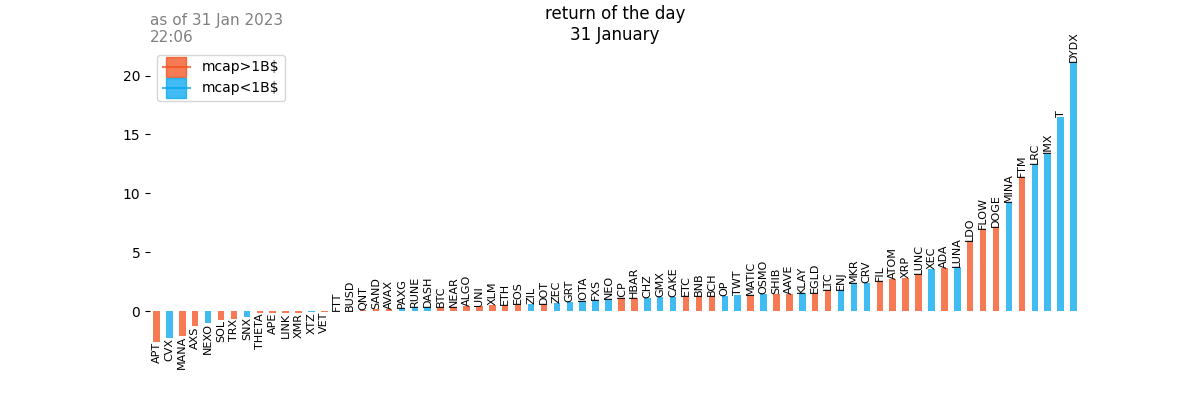 as of 31 Jan 2023
22:06
return of the day
31 January
mcap>1B$
mcap<1B$
20
15
10
5
0
APT
CVX
MANA
AXS
NEXO
SOL
TRX
SNX
THETA
APE
LINK
XMR
XTZ
VET
FTT
BUSD
QNT
SAND
AVAX
PAXG
RUNE
DASH
BTC
NEAR
ALGO
UNI
XLM
ETH
EOS
ZIL
DOT
ZEC
GRT
IOTA
FXS
NEO
ICP
HBAR
CHZ
GMX
CAKE
ETC
BNB
BCH
OP
TWT
MATIC
OSMO
SHIB
AAVE
KLAY
EGLD
LTC
ENJ
MKR
CRV
FIL
ATOM
XRP
LUNC
XEC
ADA
LUNA
LDO
FLOW
DOGE
MINA
FTM
LRC
IMX
T
DYDX